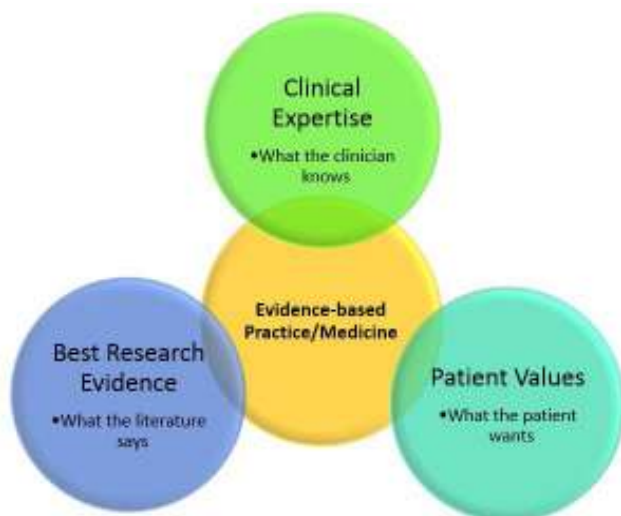 Clinical
Expertise
•What the clinician
knows
Evidence-based
Practice/Medicine
Best Research
Evidence
•What the literature
says
Patient Values
•What the patient
wants